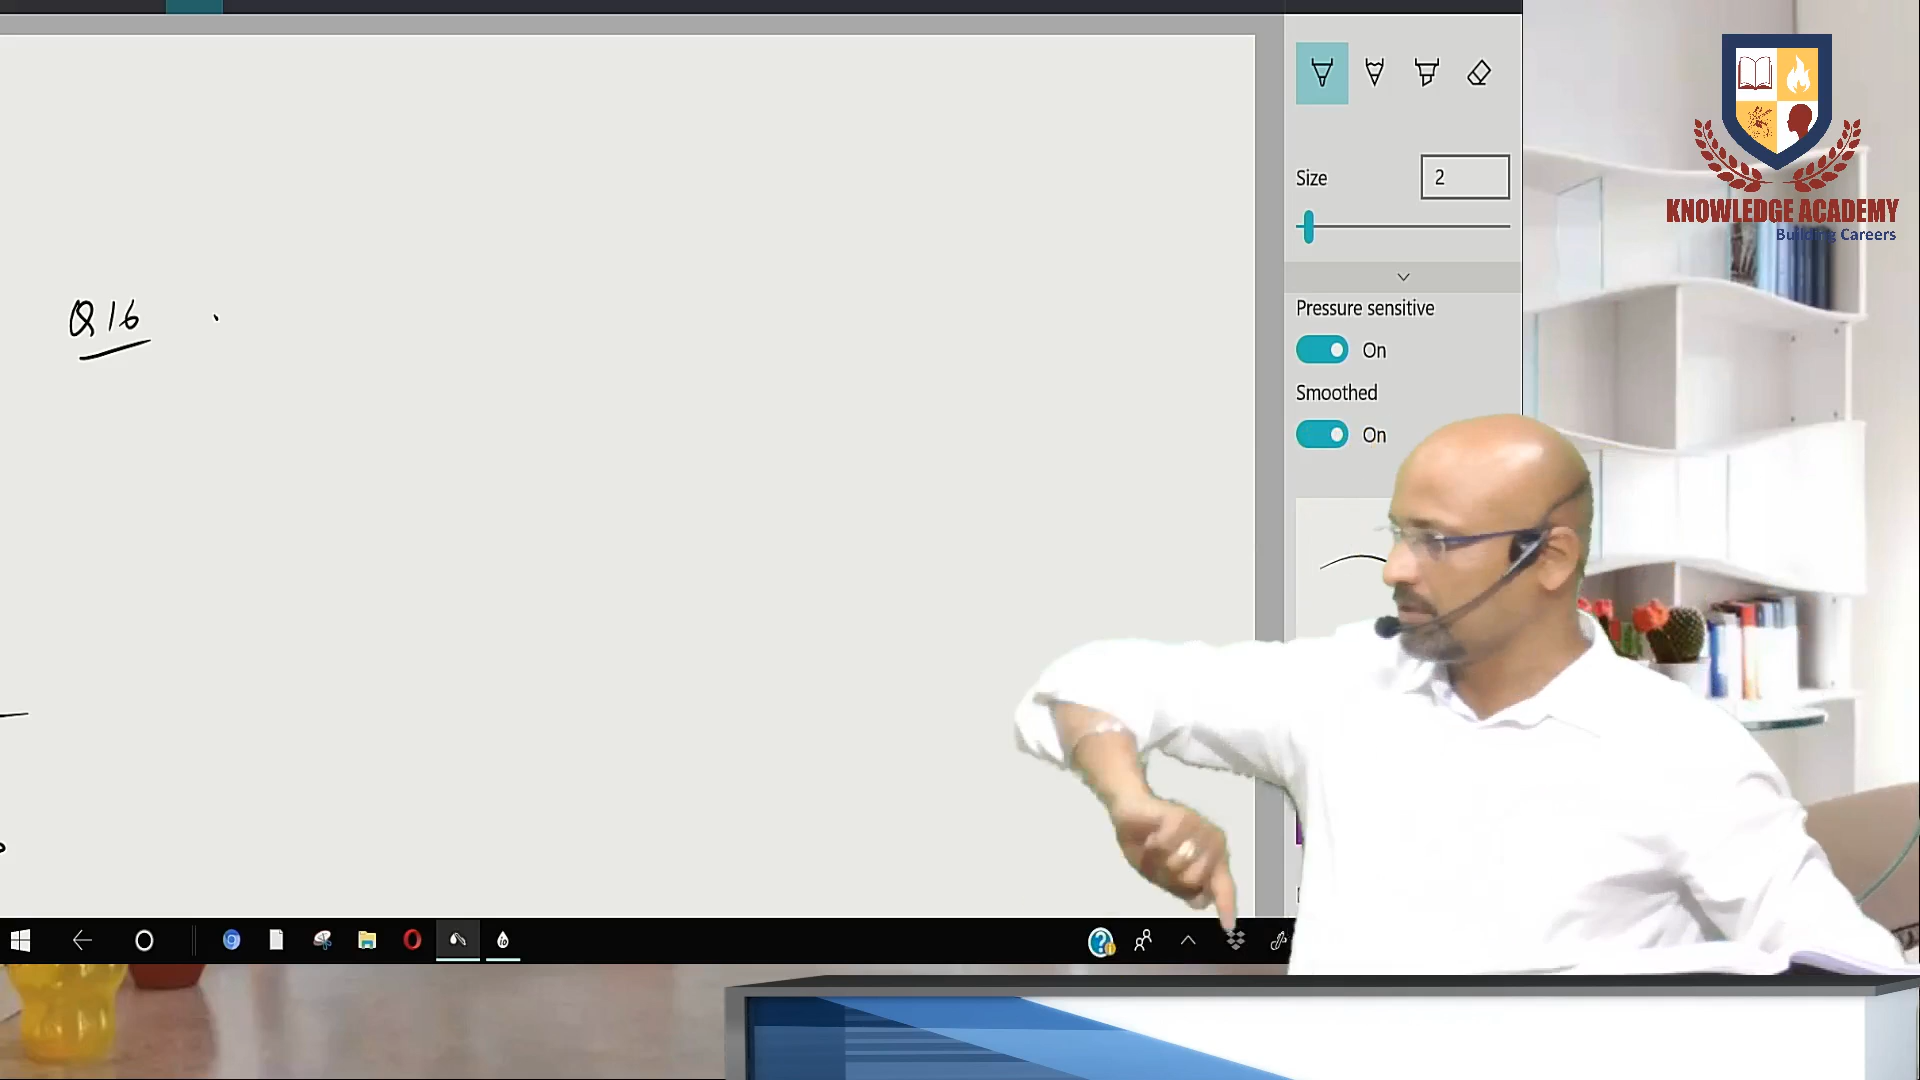 Size
2
KNOWLEDGE ACADEMY
Building Careers
Pressure sensitive
Q16 .
On
Smoothed
On